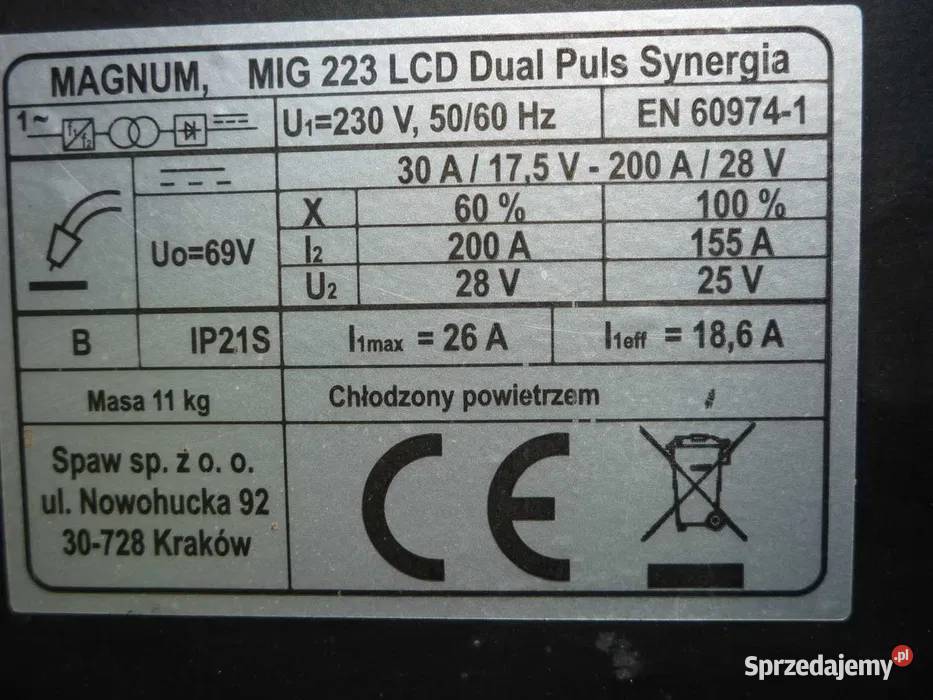 MAGNUM, MIG 223 LCD Dual Puls Synergia
1~ f1 f2 U1=230 V, 50/60 Hz EN 60974-1
30 A / 17,5 V - 200 A / 28 V
X 60 % 100 %
Uo=69V I2 200 A 155 A
U2 28 V 25 V
B IP21S I1max = 26 A I1eff = 18,6 A
Masa 11 kg Chłodzony powietrzem
Spaw sp. z o. o.
ul. Nowohucka 92
30-728 Kraków
CE
Sprzedajemy.pl